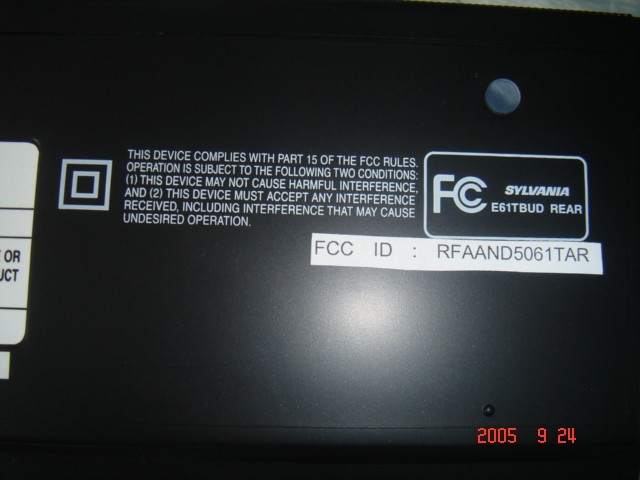 THIS DEVICE COMPLIES WITH PART 15 OF THE FCC RULES.
OPERATION IS SUBJECT TO THE FOLLOWING TWO CONDITIONS:
(1) THIS DEVICE MAY NOT CAUSE HARMFUL INTERFERENCE,
AND (2) THIS DEVICE MUST ACCEPT ANY INTERFERENCE
RECEIVED, INCLUDING INTERFERENCE THAT MAY CAUSE
UNDESIRED OPERATION.
FC SYLVANIA
E61TBUD REAR
FCC ID : RFAAND5061TAR
OR
UCT
2005 9 24